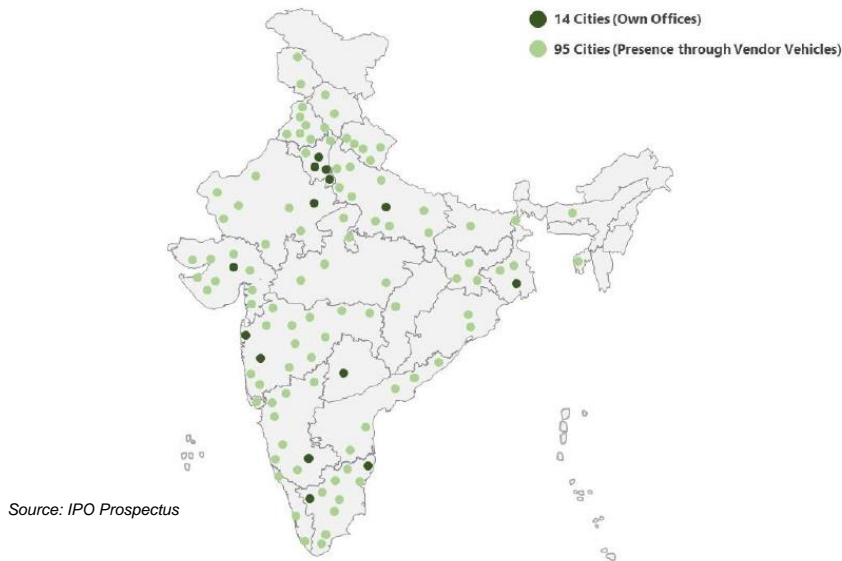 14 Cities (Own Offices)
95 Cities (Presence through Vendor Vehicles)
Source: IPO Prospectus